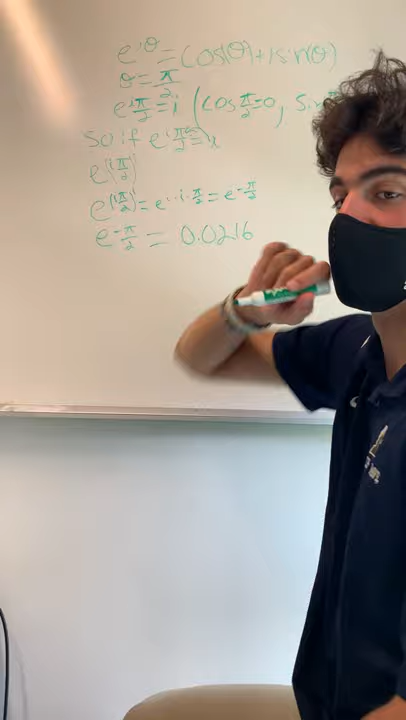 e^iθ = cos(θ) + isin(θ)
θ = π/2
e^iπ/2 = i (cos π/2 = 0, Sin
So if e^iπ/2 =
e^(iπ/2)
e^(iπ/2)i = e^i·i·π/2 = e^-π/2
e^-π/2 = 0.0216